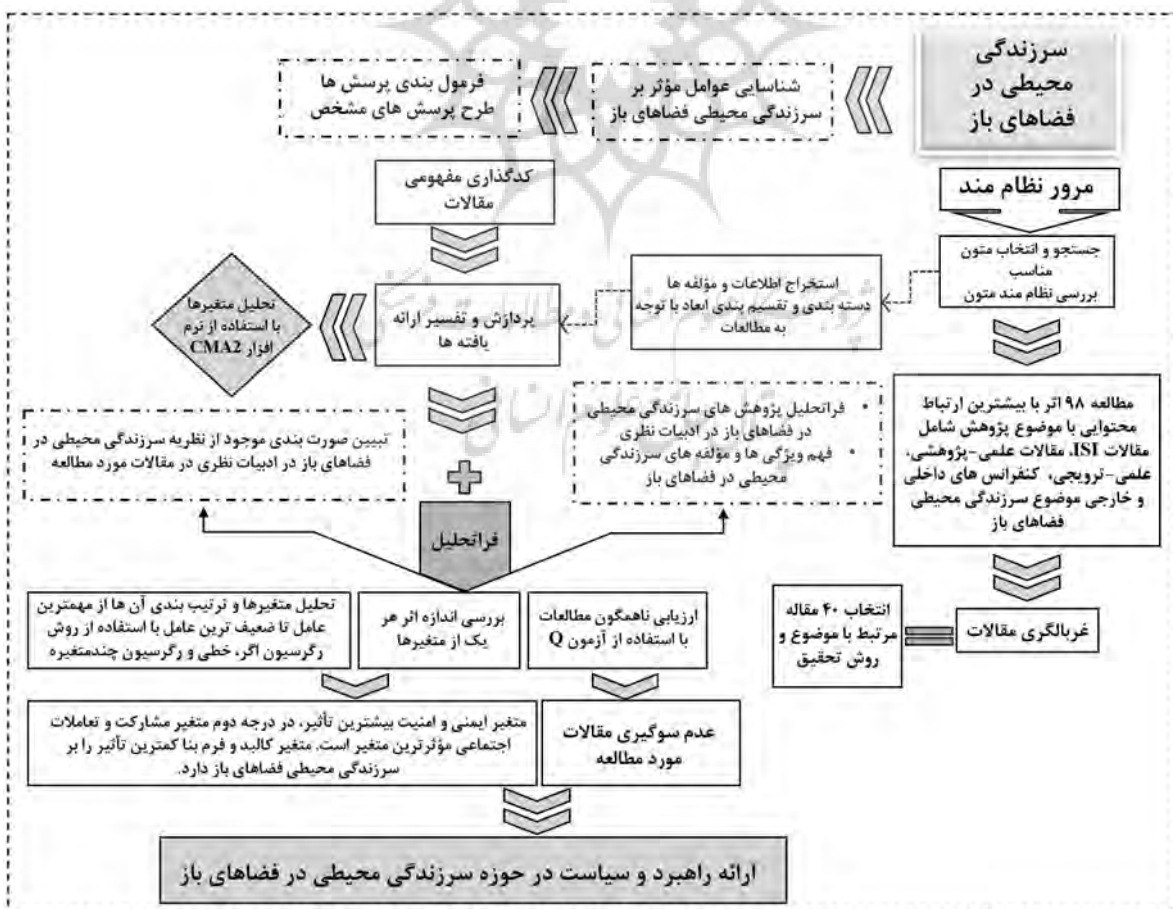 سرزندگی
محیطی در
فضاهای باز
شناسایی عوامل مؤثر بر
سرزندگی محیطی فضاهای باز
فرمول بندی پرسش ها
طرح پرسش های مشخص
مرور نظام مند
جستجو و انتخاب متون
مناسب
بررسی نظام مند متون
کدگذاری مفهومی
مقالات
استخراج اطلاعات و مؤلفه ها
دسته بندی و تقسیم بندی ابعاد با توجه
به مطالعات
پردازش و تفسیر ارائه
یافته ها
تحلیل متغیرها
با استفاده از نرم
افزار CMA2
مطالعه ۹۸ اثر با بیشترین ارتباط
محتوایی با موضوع پژوهش شامل
مقالات ISI، مقالات علمی-پژوهشی،
علمی-ترویجی، کنفرانس های داخلی
و خارجی موضوع سرزندگی محیطی
فضاهای باز
• فراتحلیل پژوهش های سرزندگی محیطی
در فضاهای باز در ادبیات نظری
• فهم ویژگی ها و مؤلفه های سرزندگی
محیطی در فضاهای باز
تبیین صورت بندی موجود از نظریه سرزندگی محیطی در
فضاهای باز در ادبیات نظری در مقالات مورد مطالعه
فراتحلیل
غربالگری مقالات
انتخاب ۴۰ مقاله
مرتبط با موضوع و
روش تحقیق
ارزیابی ناهمگون مطالعات
با استفاده از آزمون Q
بررسی اندازه اثر هر
یک از متغیرها
تحلیل متغیرها و ترتیب بندی آن ها از مهمترین
عامل تا ضعیف ترین عامل با استفاده از روش
رگرسیون اگر، خطی و رگرسیون چندمتغیره
عدم سوگیری مقالات
مورد مطالعه
متغیر ایمنی و امنیت بیشترین تأثیر، در درجه دوم متغیر مشارکت و تعاملات
اجتماعی مؤثرترین متغیر است. متغیر کالبد و فرم بنا کمترین تأثیر را بر
سرزندگی محیطی فضاهای باز دارد.
ارائه راهبرد و سیاست در حوزه سرزندگی محیطی در فضاهای باز